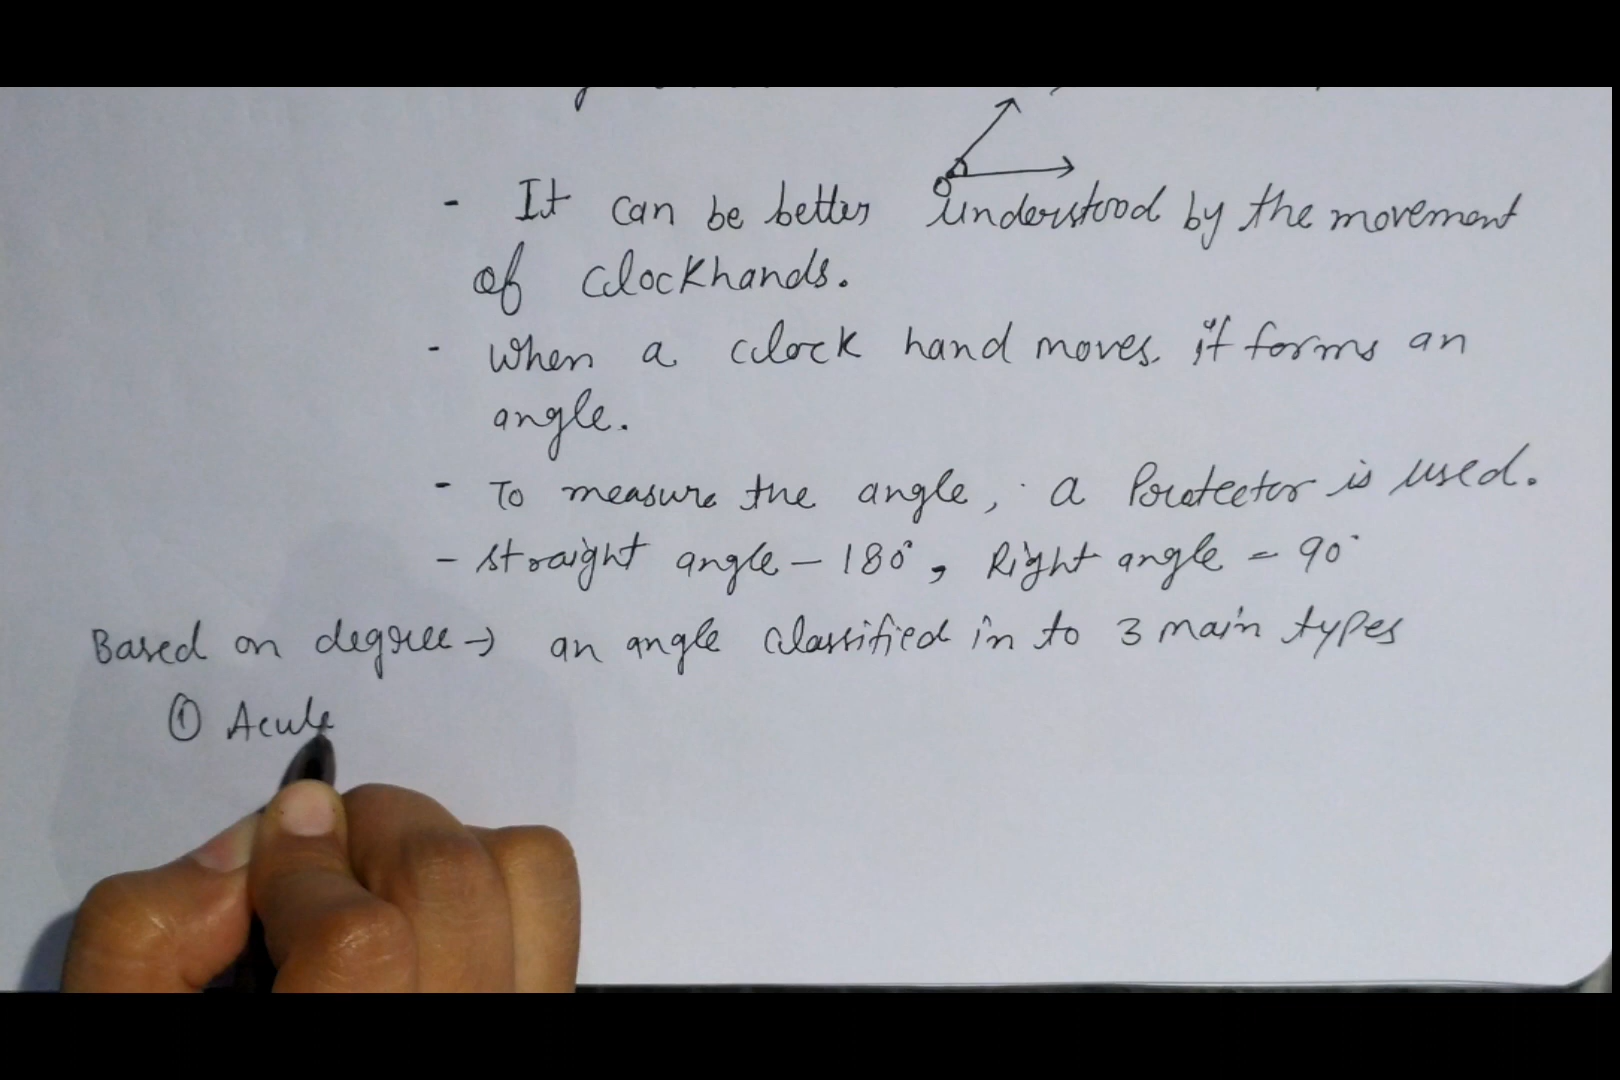 O
- It can be better understood by the movement
of clockhands.
- When a clock hand moves. it forms an
angle.
- To measure the angle, a Protector is used.
- straight angle - 180°, Right angle - 90°
Based on degree → an angle classified in to 3 main types
① Acute